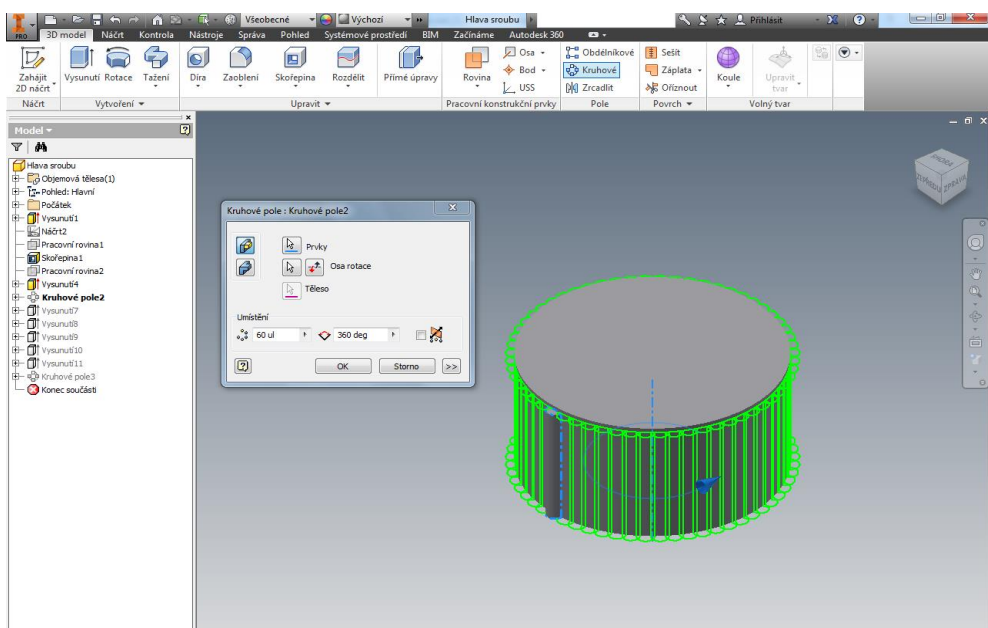 PRO
Všeobecné
Výchozí
Hlava sroubu
Přihlásit
3D model Náčrt Kontrola Nástroje Správa Pohled Systémové prostředí BIM Začínáme Autodesk 360
Zahájit 2D náčrt
Vysunutí Rotace Tažení
Díra Zaoblení Skořepina Rozdělit Přímé úpravy
Rovina
Osa
Bod
USS
Obdélníkové
Kruhové
Zrcadlit
Sešít
Záplata
Oříznout
Koule
Upravit tvar
Náčrt Vytvoření Upravit Pracovní konstrukční prvky Pole Povrch Volný tvar
Model
Hlava sroubu
Objemová tělesa(1)
Pohled: Hlavní
Počátek
Vysunutí1
Náčrt2
Pracovní rovina1
Skořepina1
Pracovní rovina2
Vysunutí4
Kruhové pole2
Vysunutí7
Vysunutí8
Vysunutí9
Vysunutí10
Vysunutí11
Kruhové pole3
Konec součásti
Kruhové pole : Kruhové pole2
Prvky
Osa rotace
Těleso
Umístění
60 ul
360 deg
OK
Storno
>>
ZPRAVA